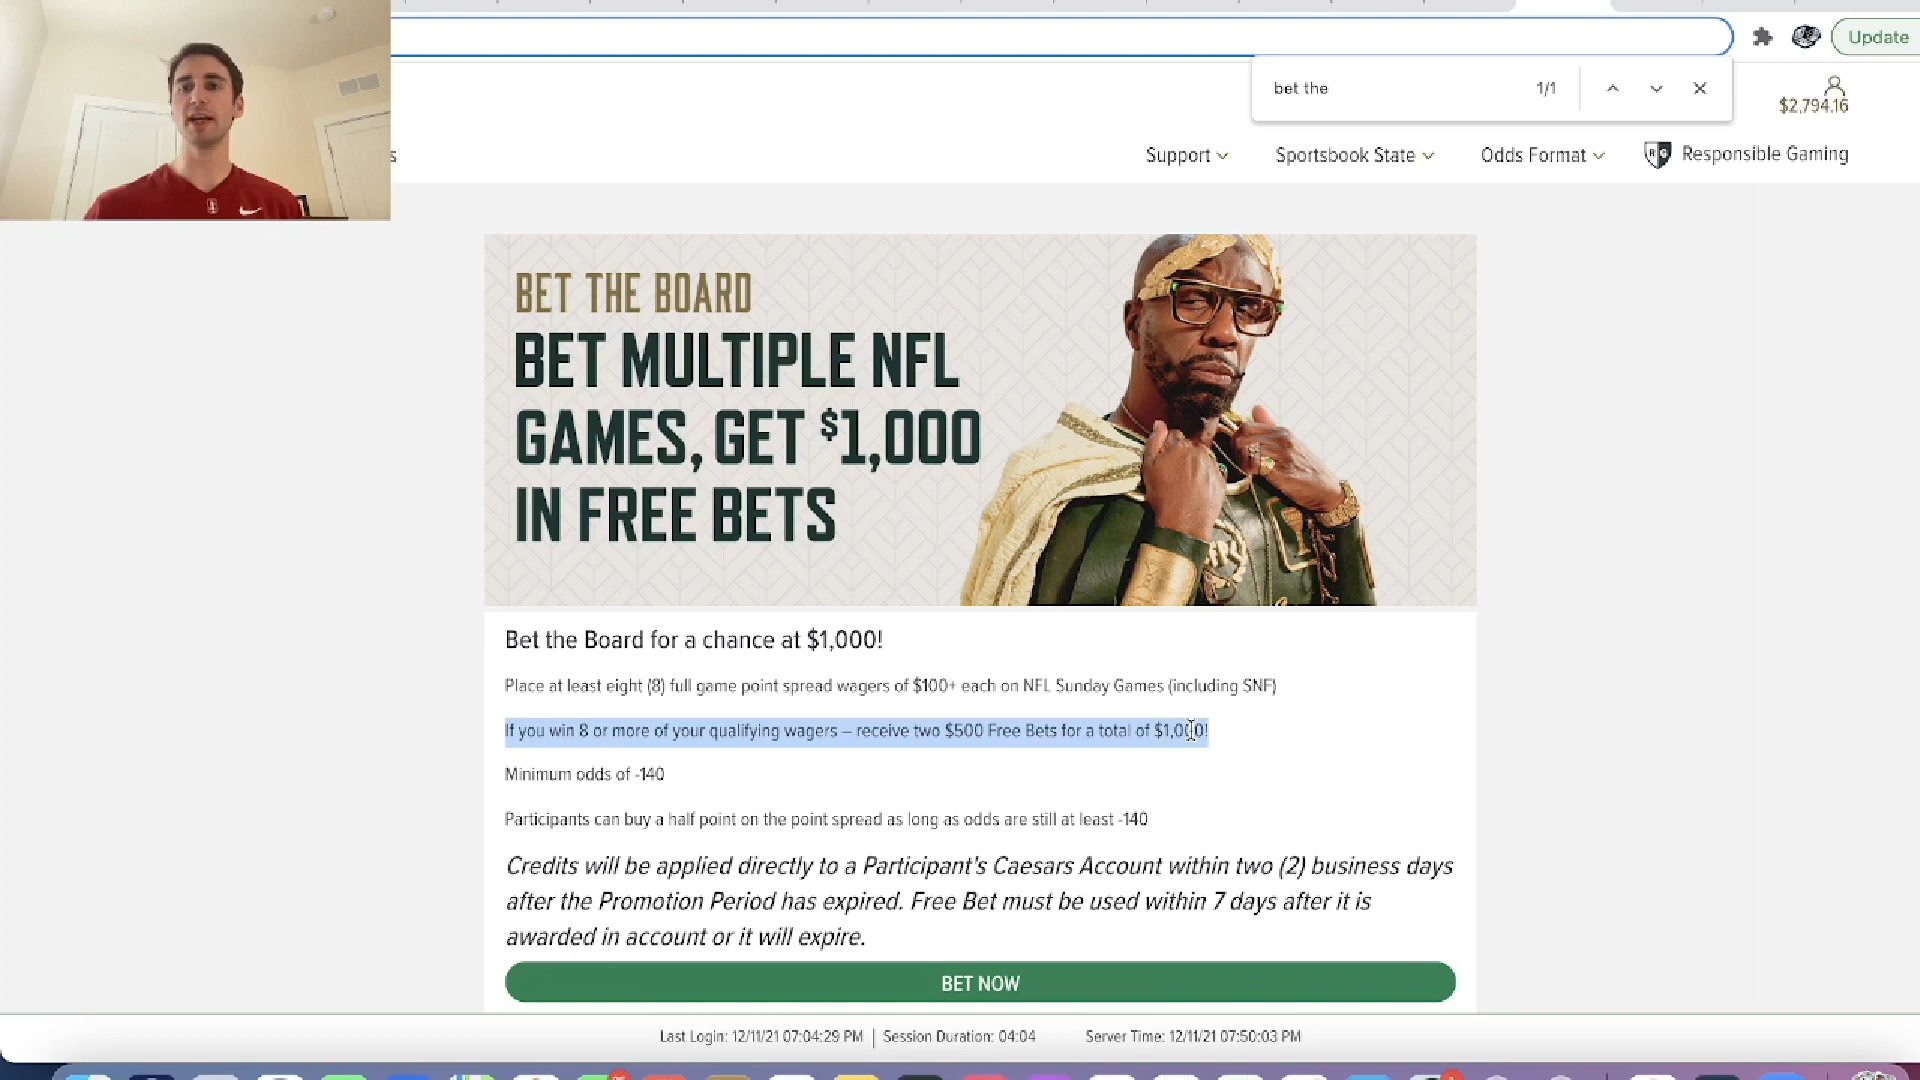 Update
bet the
1/1
$2,794.16
s
Support
Sportsbook State
Odds Format
Responsible Gaming
BET THE BOARD
BET MULTIPLE NFL
GAMES, GET $1,000
IN FREE BETS
Bet the Board for a chance at $1,000!
Place at least eight (8) full game point spread wagers of $100+ each on NFL Sunday Games (including SNF)
If you win 8 or more of your qualifying wagers – receive two $500 Free Bets for a total of $1,000!
Minimum odds of -140
Participants can buy a half point on the point spread as long as odds are still at least -140
Credits will be applied directly to a Participant's Caesars Account within two (2) business days
after the Promotion Period has expired. Free Bet must be used within 7 days after it is
awarded in account or it will expire.
BET NOW
Last Login: 12/11/21 07:04:29 PM | Session Duration: 04:04 Server Time: 12/11/21 07:50:03 PM